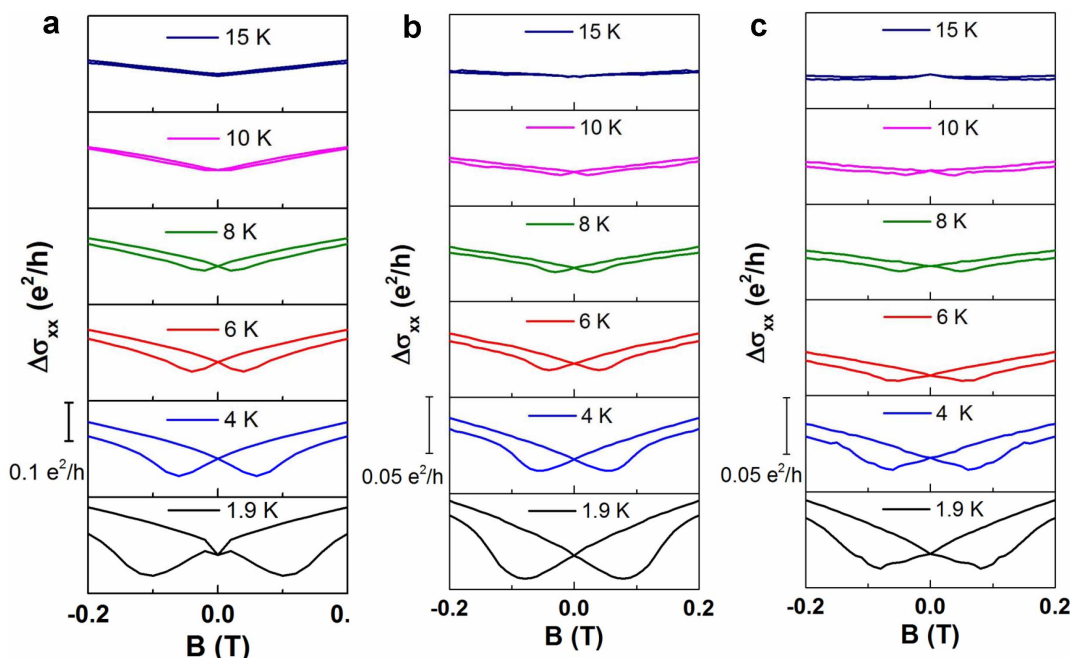 a
15 K
10 K
8 K
6 K
4 K
1.9 K
Δσxx (e²/h)
0.1 e²/h
-0.2 0.0 0.
B (T)
b
15 K
10 K
8 K
6 K
4 K
1.9 K
Δσxx (e²/h)
0.05 e²/h
-0.2 0.0 0.2
B (T)
c
15 K
10 K
8 K
6 K
4 K
1.9 K
Δσxx (e²/h)
0.05 e²/h
-0.2 0.0 0.2
B (T)